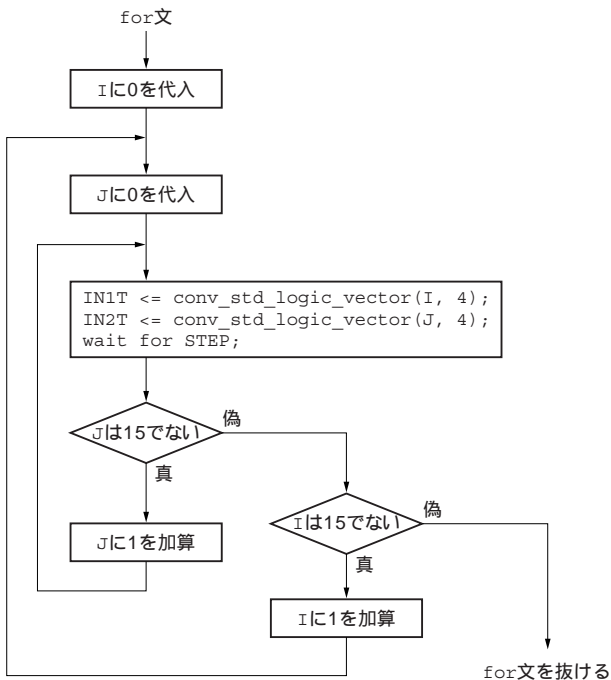 for文
Iに0を代入
Jに0を代入
IN1T <= conv_std_logic_vector(I, 4);
IN2T <= conv_std_logic_vector(J, 4);
wait for STEP;
Jは15でない
偽
真
Iは15でない
偽
Jに1を加算
真
Iに1を加算
for文を抜ける